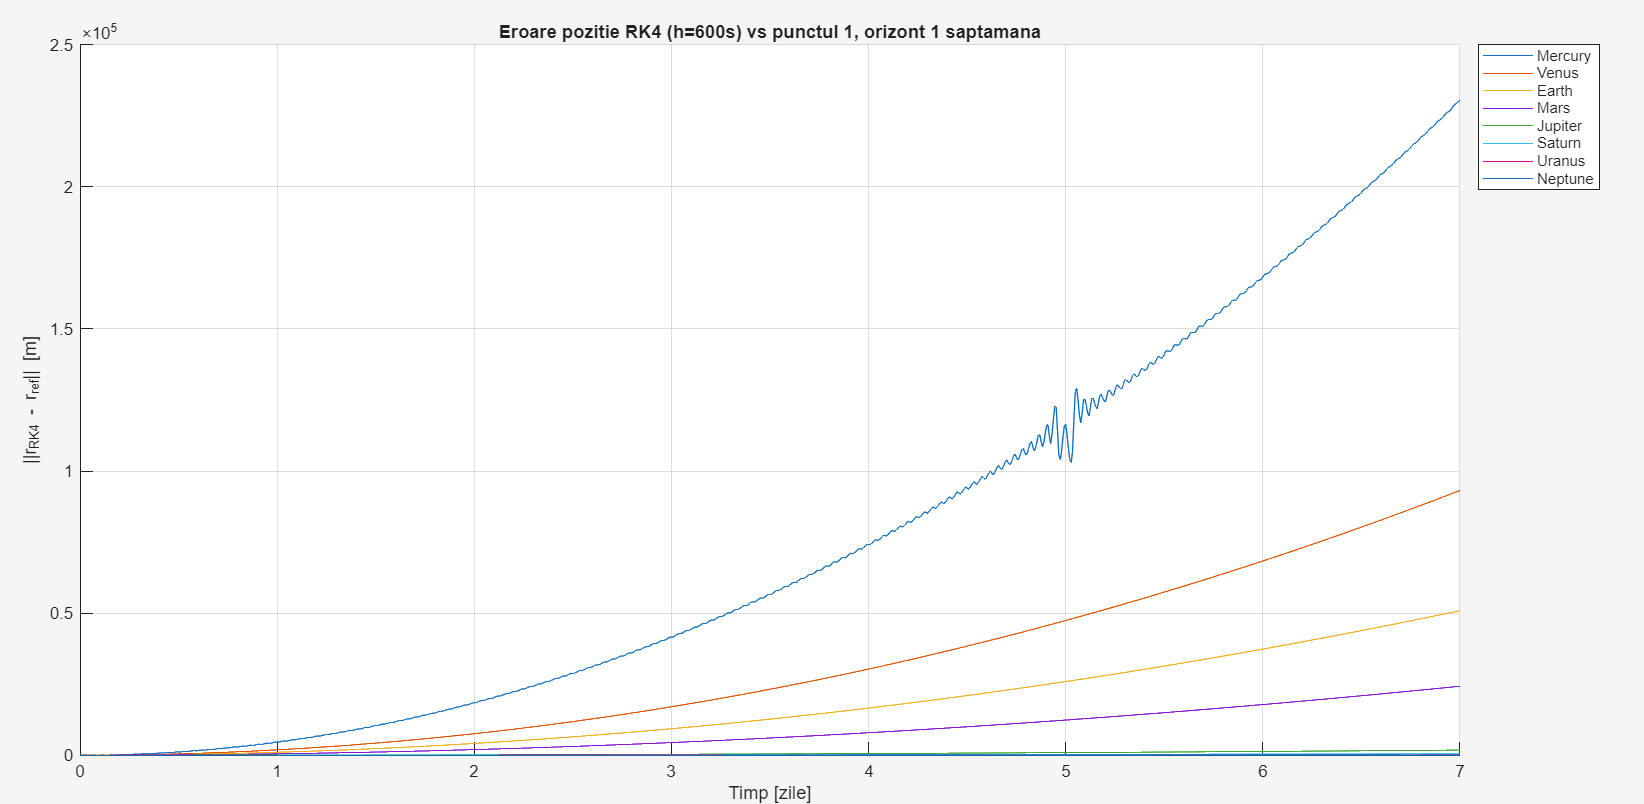 Eroare pozitie RK4 (h=600s) vs punctul 1, orizont 1 saptamana
×10⁵
2.5
2
1.5
1
0.5
0
||r_RK4 - r_ref|| [m]
0 1 2 3 4 5 6 7
Timp [zile]
Mercury
Venus
Earth
Mars
Jupiter
Saturn
Uranus
Neptune